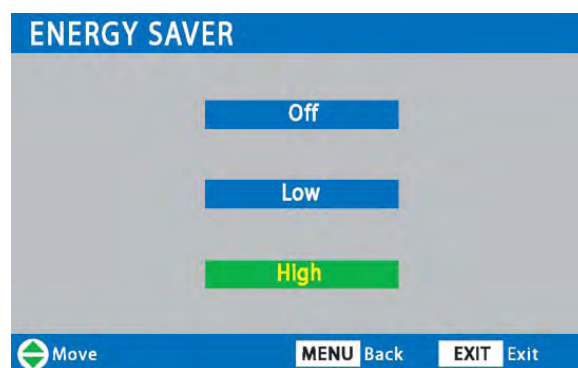 ENERGY SAVER
Off
Low
High
Move MENU Back EXIT Exit